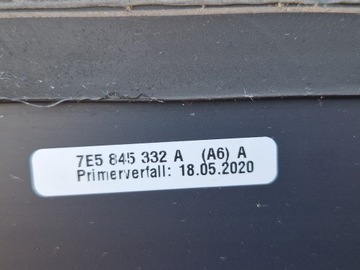 7E5 845 332 A (A6) A
Primerverfall: 18.05.2020